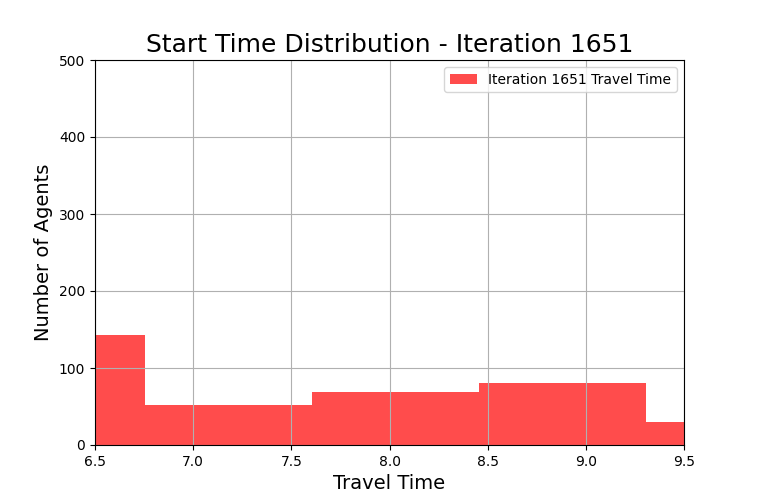 Start Time Distribution - Iteration 1651
Iteration 1651 Travel Time
Number of Agents
500
400
300
200
100
0
6.5 7.0 7.5 8.0 8.5 9.0 9.5
Travel Time